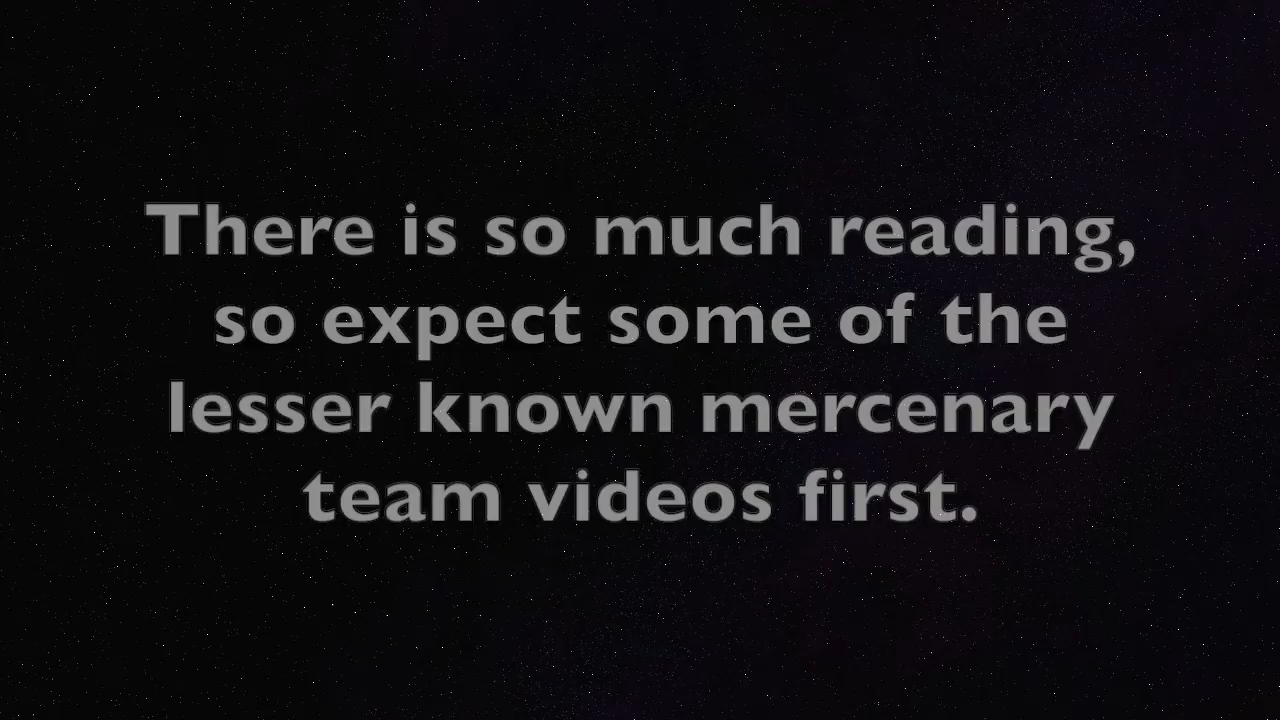 There is so much reading,
so expect some of the
lesser known mercenary
team videos first.